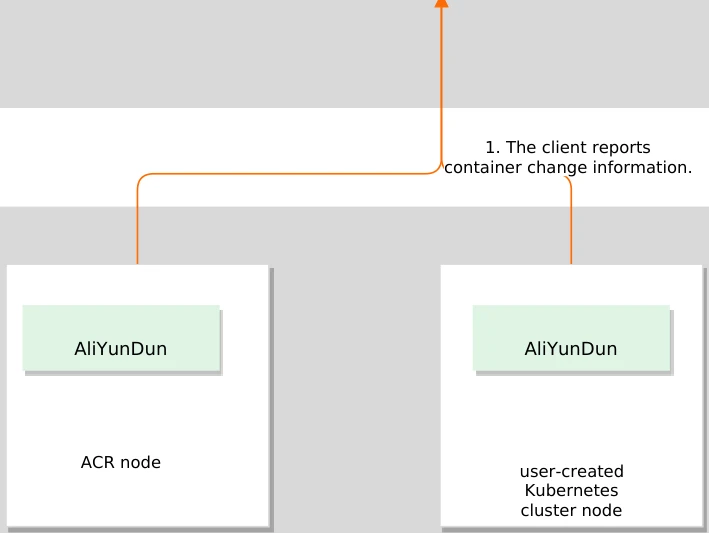 1. The client reports
container change information.
AliYunDun
AliYunDun
ACR node
user-created
Kubernetes
cluster node